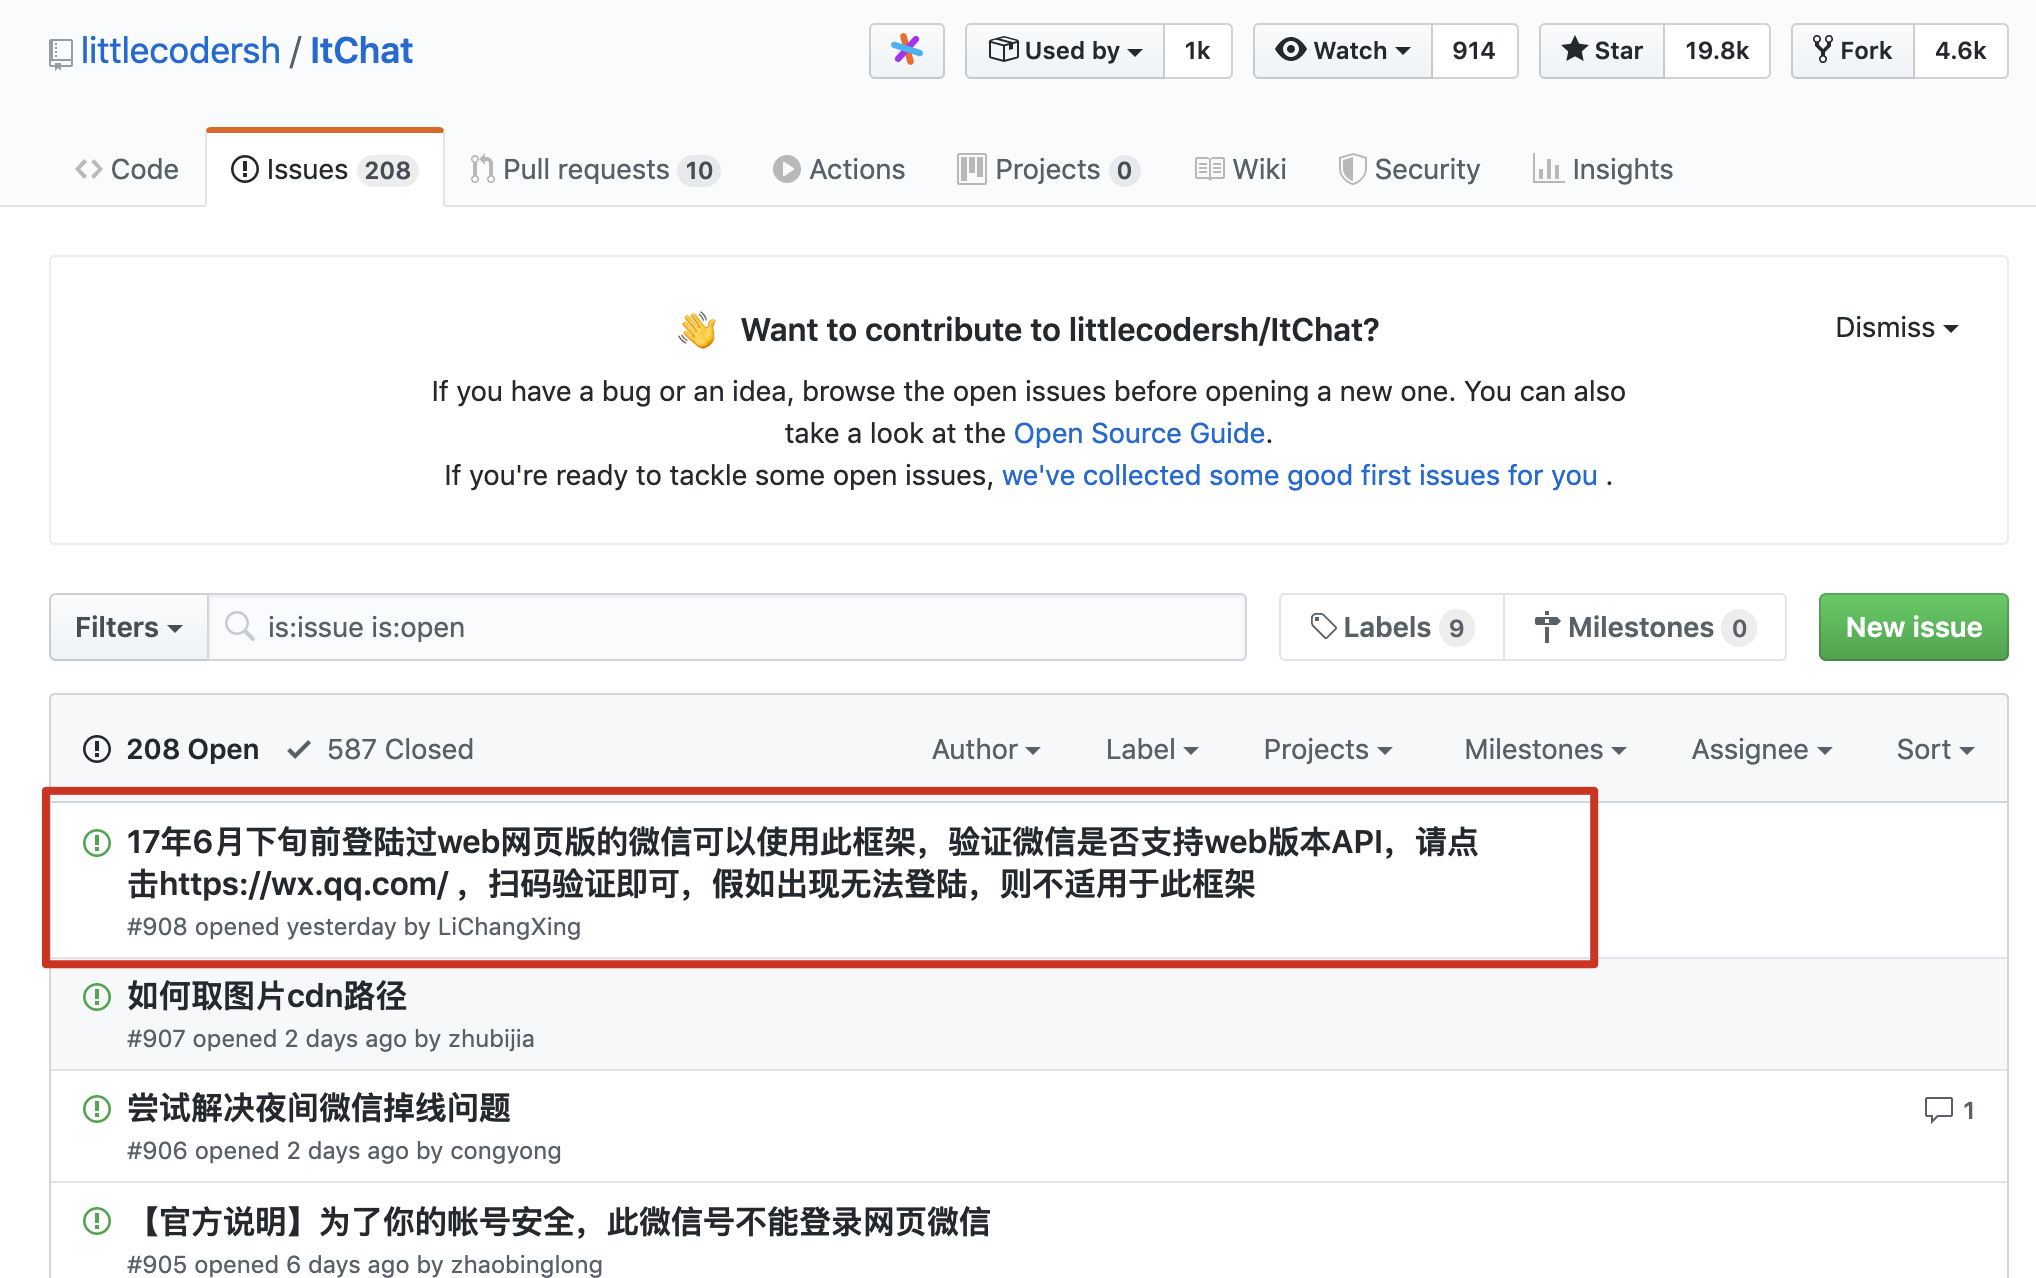 littlecodersh / ItChat
Used by 1k
Watch 914
Star 19.8k
Fork 4.6k
Code
Issues 208
Pull requests 10
Actions
Projects 0
Wiki
Security
Insights
Want to contribute to littlecodersh/ItChat?
Dismiss
If you have a bug or an idea, browse the open issues before opening a new one. You can also
take a look at the Open Source Guide.
If you're ready to tackle some open issues, we've collected some good first issues for you .
Filters
is:issue is:open
Labels 9
Milestones 0
New issue
208 Open
587 Closed
Author
Label
Projects
Milestones
Assignee
Sort
17年6月下旬前登陆过web网页版的微信可以使用此框架，验证微信是否支持web版本API，请点
击https://wx.qq.com/ ，扫码验证即可，假如出现无法登陆，则不适用于此框架
#908 opened yesterday by LiChangXing
如何取图片cdn路径
#907 opened 2 days ago by zhubijia
尝试解决夜间微信掉线问题
1
#906 opened 2 days ago by congyong
【官方说明】为了你的帐号安全，此微信号不能登录网页微信
#905 opened 6 days ago by zhaobinglong